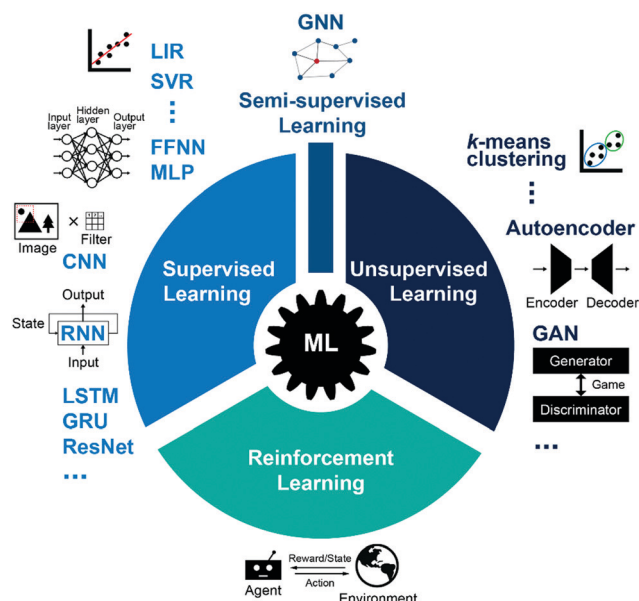 GNN
LIR
SVR
Semi-supervised
Learning
Input
layer
Hidden
layer
Output
layer
FFNN
MLP
k-means
clustering
Image
×
Filter
CNN
Supervised
Learning
Unsupervised
Learning
Autoencoder
Encoder
Decoder
Output
State
RNN
Input
ML
GAN
Generator
Game
Discriminator
LSTM
GRU
ResNet
...
...
Reinforcement
Learning
Reward/State
Action
Agent
Environment